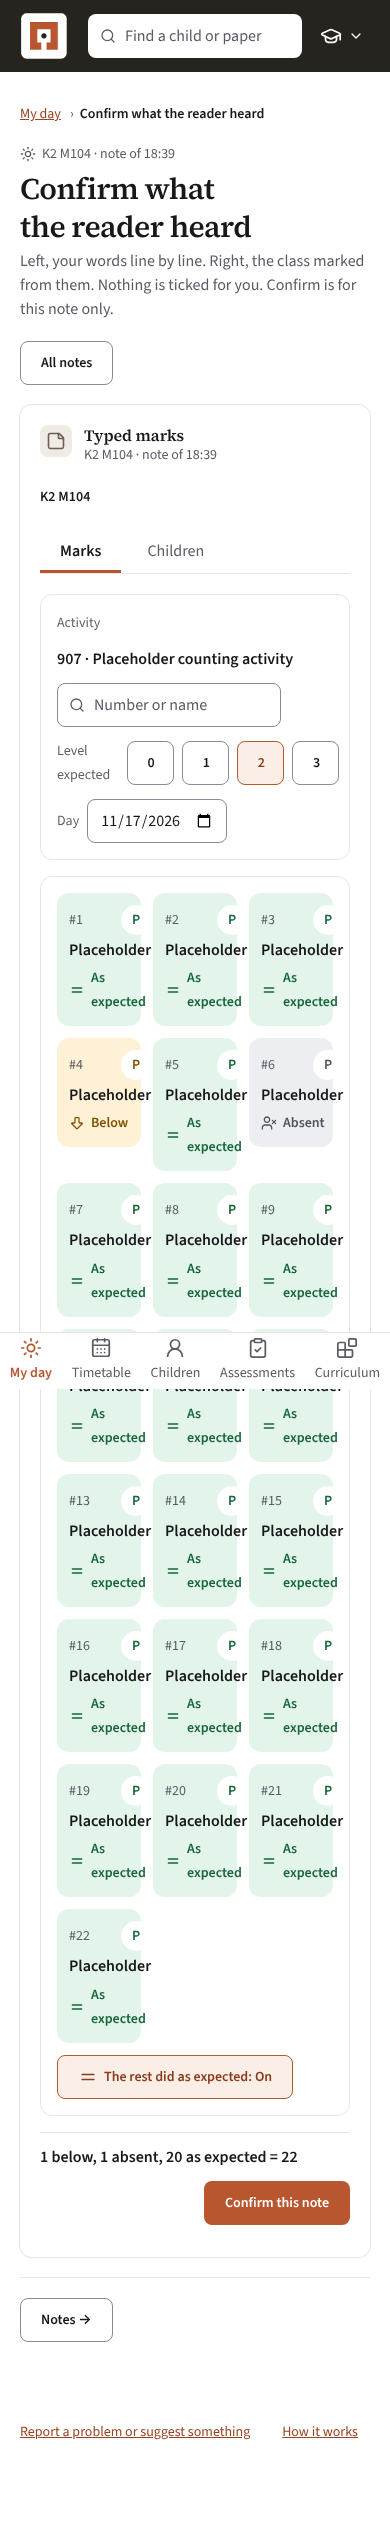 Find a child or paper
My day › Confirm what the reader heard
K2 M104 · note of 18:39
Confirm what
the reader heard
Left, your words line by line. Right, the class marked
from them. Nothing is ticked for you. Confirm is for
this note only.
All notes
Typed marks
K2 M104 · note of 18:39
K2 M104
Marks Children
Activity
907 · Placeholder counting activity
Number or name
Level
expected
0 1 2 3
Day 11/17/2026
#1 P #2 P #3 P
Placeholder Placeholder Placeholder
As As As
expected expected expected
#4 P #5 P #6 P
Placeholder Placeholder Placeholder
Below As Absent
expected
#7 P #8 P #9 P
Placeholder Placeholder Placeholder
As As As
expected expected expected
My day Timetable Children Assessments Curriculum
Placeholder Placeholder Placeholder
As As As
expected expected expected
#13 P #14 P #15 P
Placeholder Placeholder Placeholder
As As As
expected expected expected
#16 P #17 P #18 P
Placeholder Placeholder Placeholder
As As As
expected expected expected
#19 P #20 P #21 P
Placeholder Placeholder Placeholder
As As As
expected expected expected
#22 P
Placeholder
As
expected
The rest did as expected: On
1 below, 1 absent, 20 as expected = 22
Confirm this note
Notes →
Report a problem or suggest something How it works